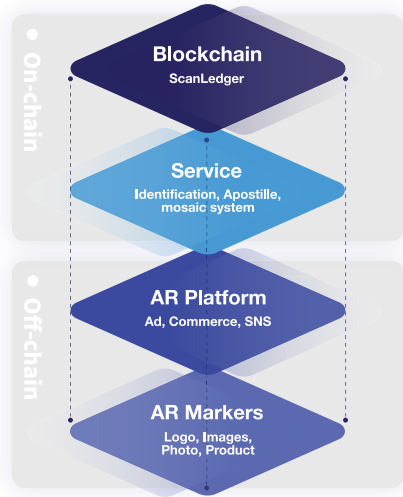 On-chain
Blockchain
ScanLedger
Service
Identification, Apostille,
mosaic system
Off-chain
AR Platform
Ad, Commerce, SNS
AR Markers
Logo, Images,
Photo, Product